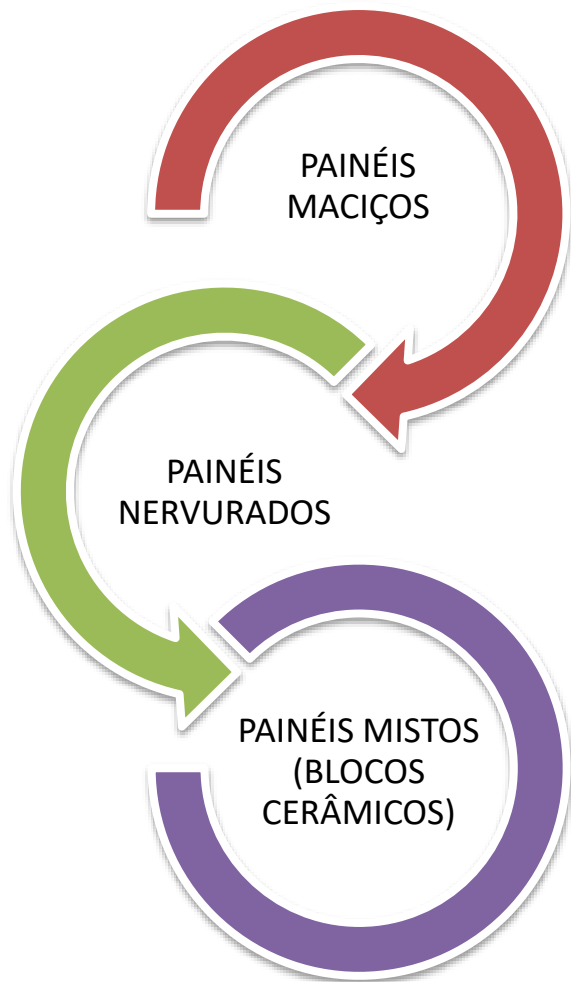 PAINÉIS
MACIÇOS
PAINÉIS
NERVURADOS
PAINÉIS MISTOS
(BLOCOS
CERÂMICOS)